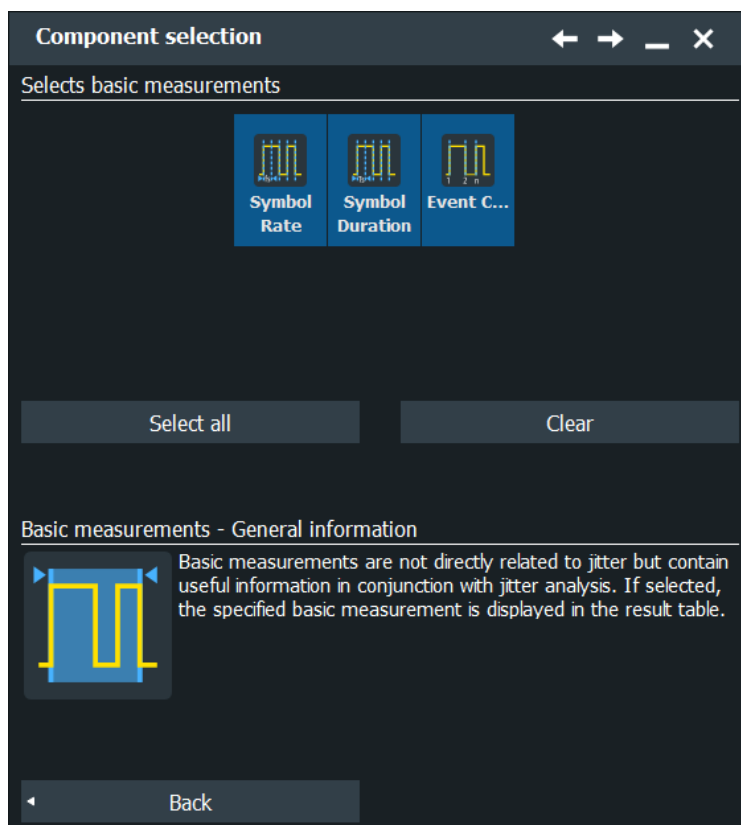 Component selection
Selects basic measurements
Symbol Rate
Symbol Duration
1 2 n
Event C...
Select all
Clear
Basic measurements - General information
Basic measurements are not directly related to jitter but contain
useful information in conjunction with jitter analysis. If selected,
the specified basic measurement is displayed in the result table.
Back